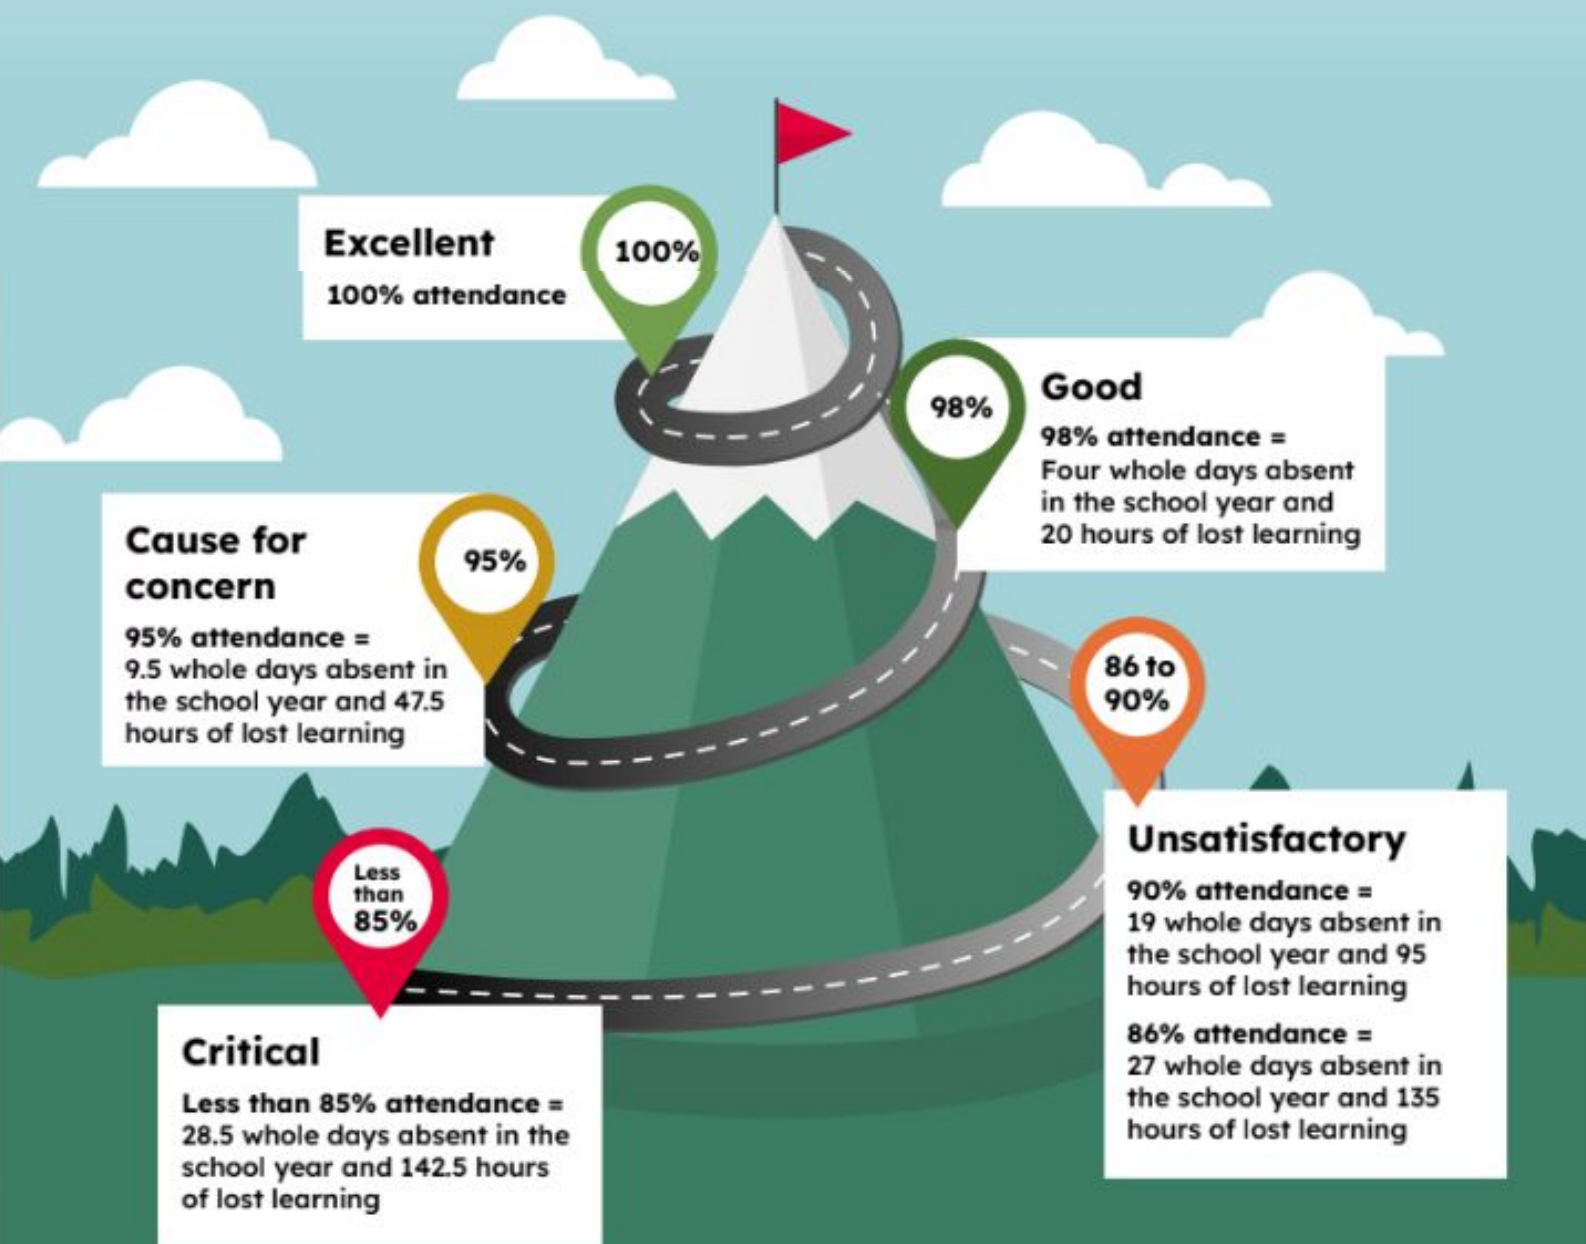 Excellent
100% attendance
100%
98%
Good
98% attendance =
Four whole days absent
in the school year and
20 hours of lost learning
Cause for
concern
95% attendance =
9.5 whole days absent in
the school year and 47.5
hours of lost learning
95%
86 to
90%
Unsatisfactory
90% attendance =
19 whole days absent in
the school year and 95
hours of lost learning
86% attendance =
27 whole days absent in
the school year and 135
hours of lost learning
Less
than
85%
Critical
Less than 85% attendance =
28.5 whole days absent in the
school year and 142.5 hours
of lost learning